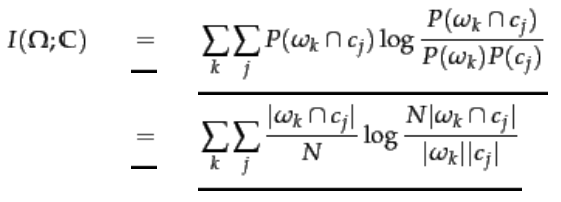 I(Ω;ℂ) = ∑_k ∑_j P(ω_k ∩ c_j) log P(ω_k ∩ c_j) / P(ω_k)P(c_j)
= ∑_k ∑_j |ω_k ∩ c_j| / N log N|ω_k ∩ c_j| / |ω_k||c_j|